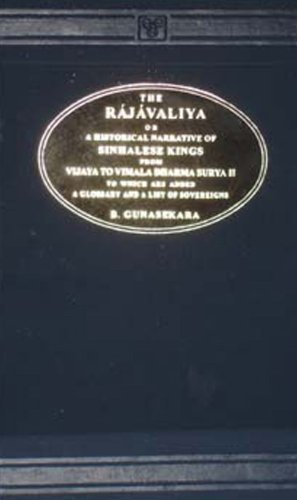 THE
RÁJÁVALIYA
OR
A HISTORICAL NARRATIVE OF
SINHALESE KINGS
FROM
VIJAYA TO VIMALA DHARMA SURYA II
TO WHICH ARE ADDED
A GLOSSARY AND A LIST OF SOVEREIGNS
B. GUNASEKARA